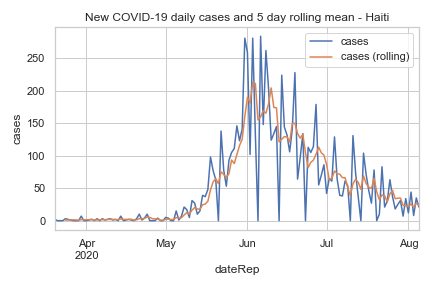 New COVID-19 daily cases and 5 day rolling mean - Haiti
cases
cases (rolling)
250
200
150
100
50
0
cases
Apr
2020
May
Jun
Jul
Aug
dateRep